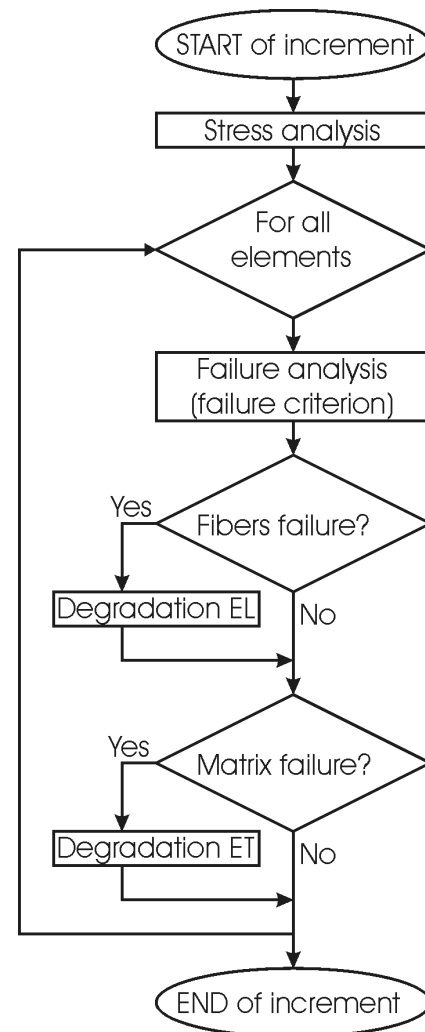 START of increment
Stress analysis
For all
elements
Failure analysis
(failure criterion)
Yes
Fibers failure?
Degradation EL
No
Yes
Matrix failure?
Degradation ET
No
END of increment